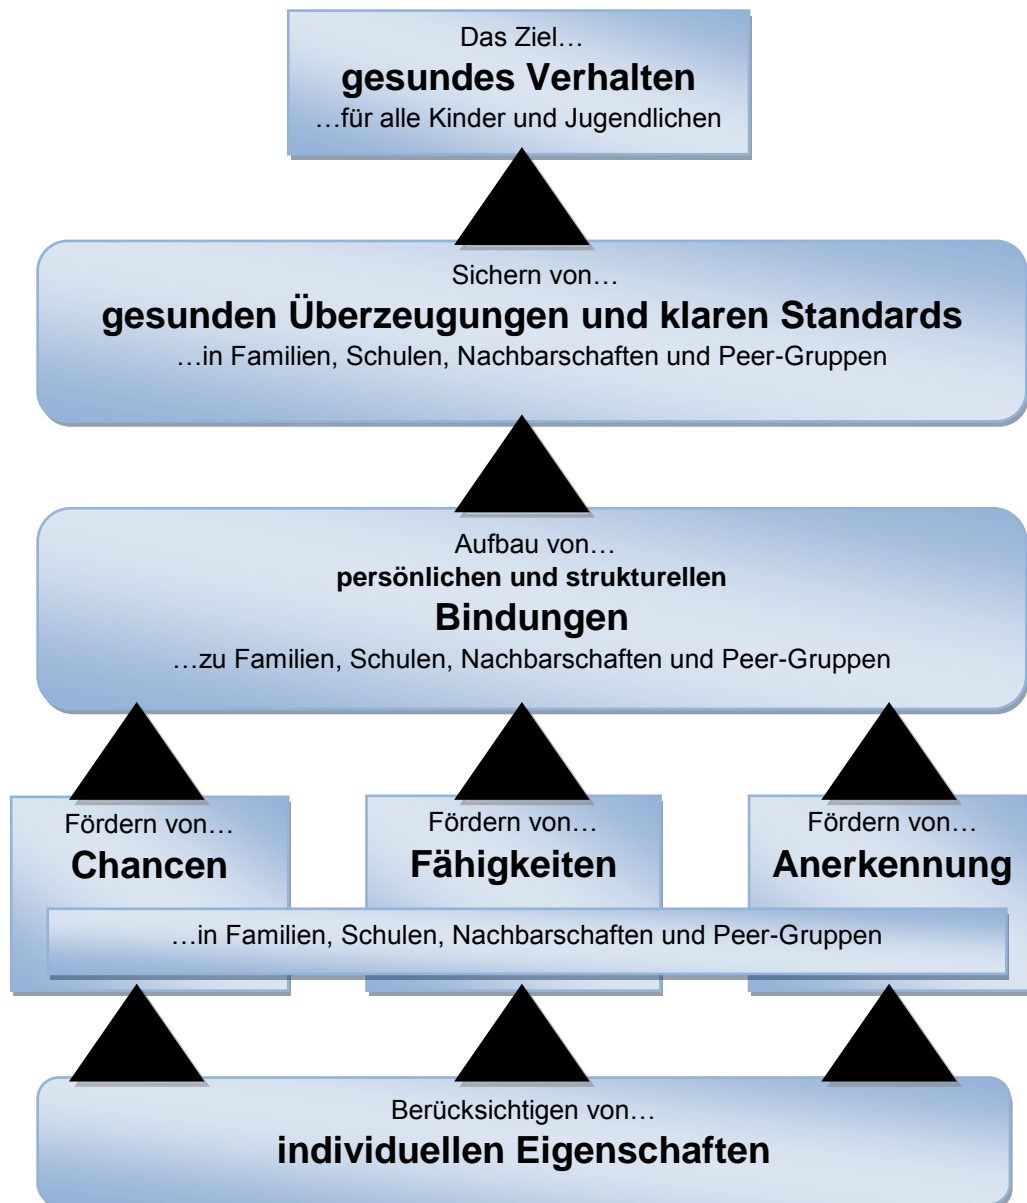 Das Ziel…
gesundes Verhalten
…für alle Kinder und Jugendlichen
Sichern von…
gesunden Überzeugungen und klaren Standards
…in Familien, Schulen, Nachbarschaften und Peer-Gruppen
Aufbau von…
persönlichen und strukturellen
Bindungen
…zu Familien, Schulen, Nachbarschaften und Peer-Gruppen
Fördern von…
Chancen
Fördern von…
Fähigkeiten
Fördern von…
Anerkennung
…in Familien, Schulen, Nachbarschaften und Peer-Gruppen
Berücksichtigen von…
individuellen Eigenschaften